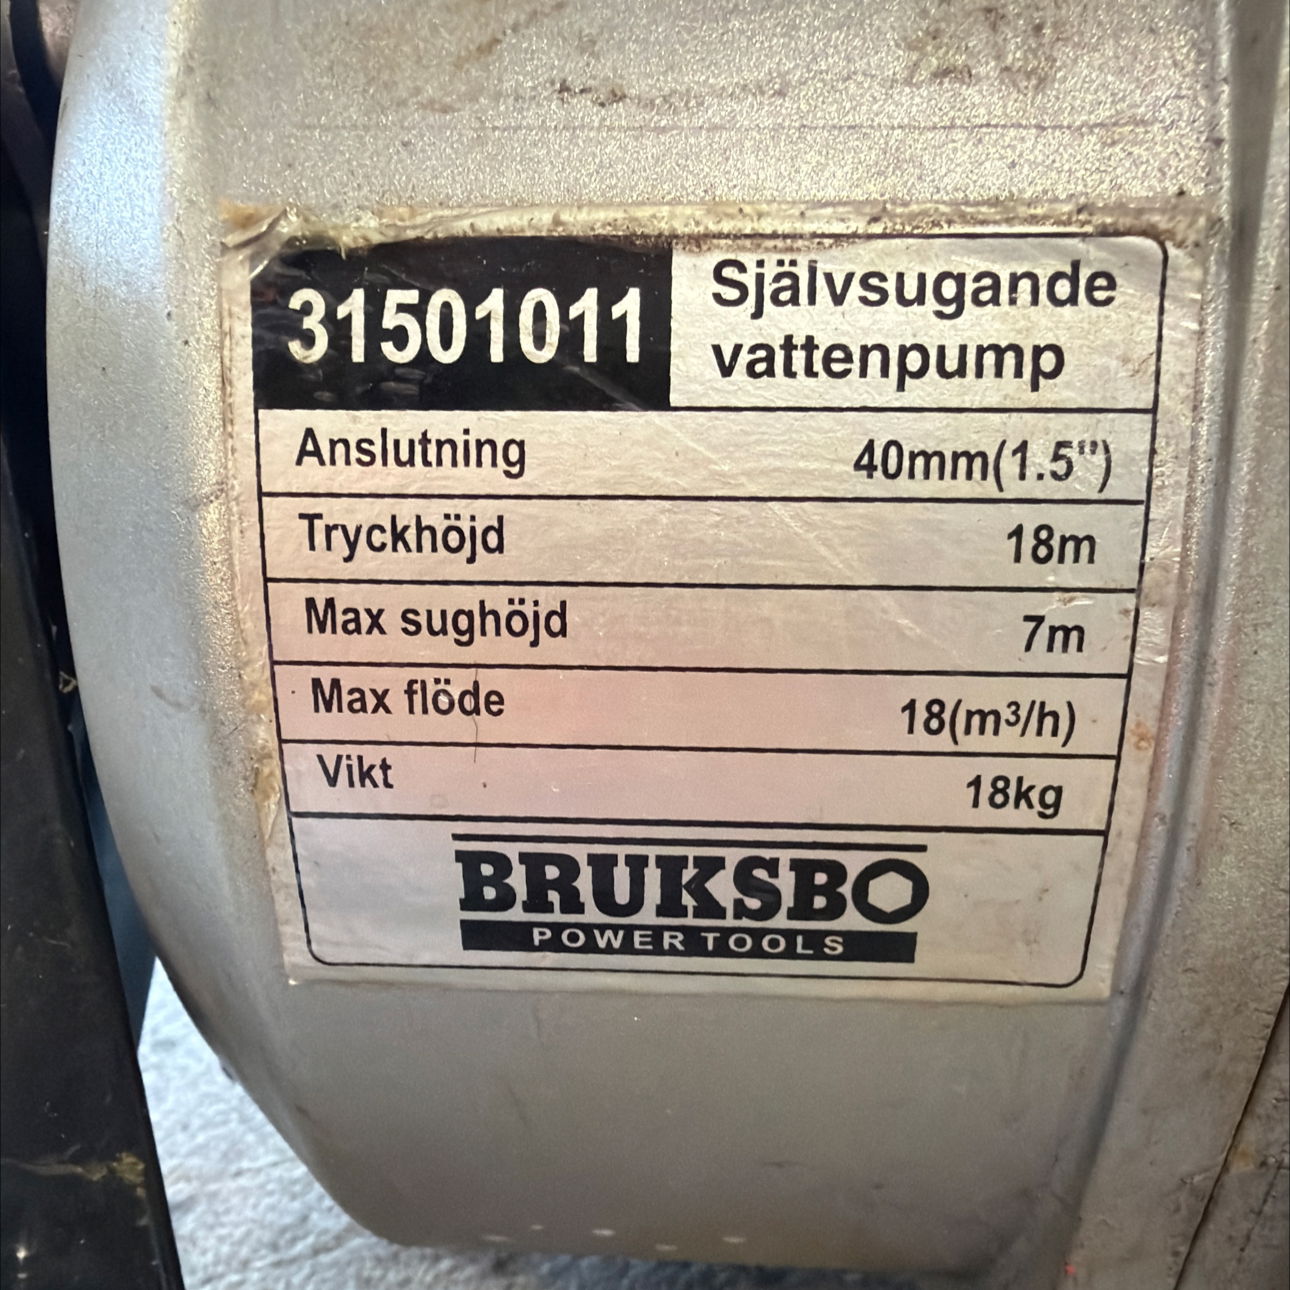 31501011
Självsugande
vattenpump
Anslutning 40mm(1.5")
Tryckhöjd 18m
Max sughöjd 7m
Max flöde 18(m³/h)
Vikt 18kg
BRUKSBO
POWER TOOLS